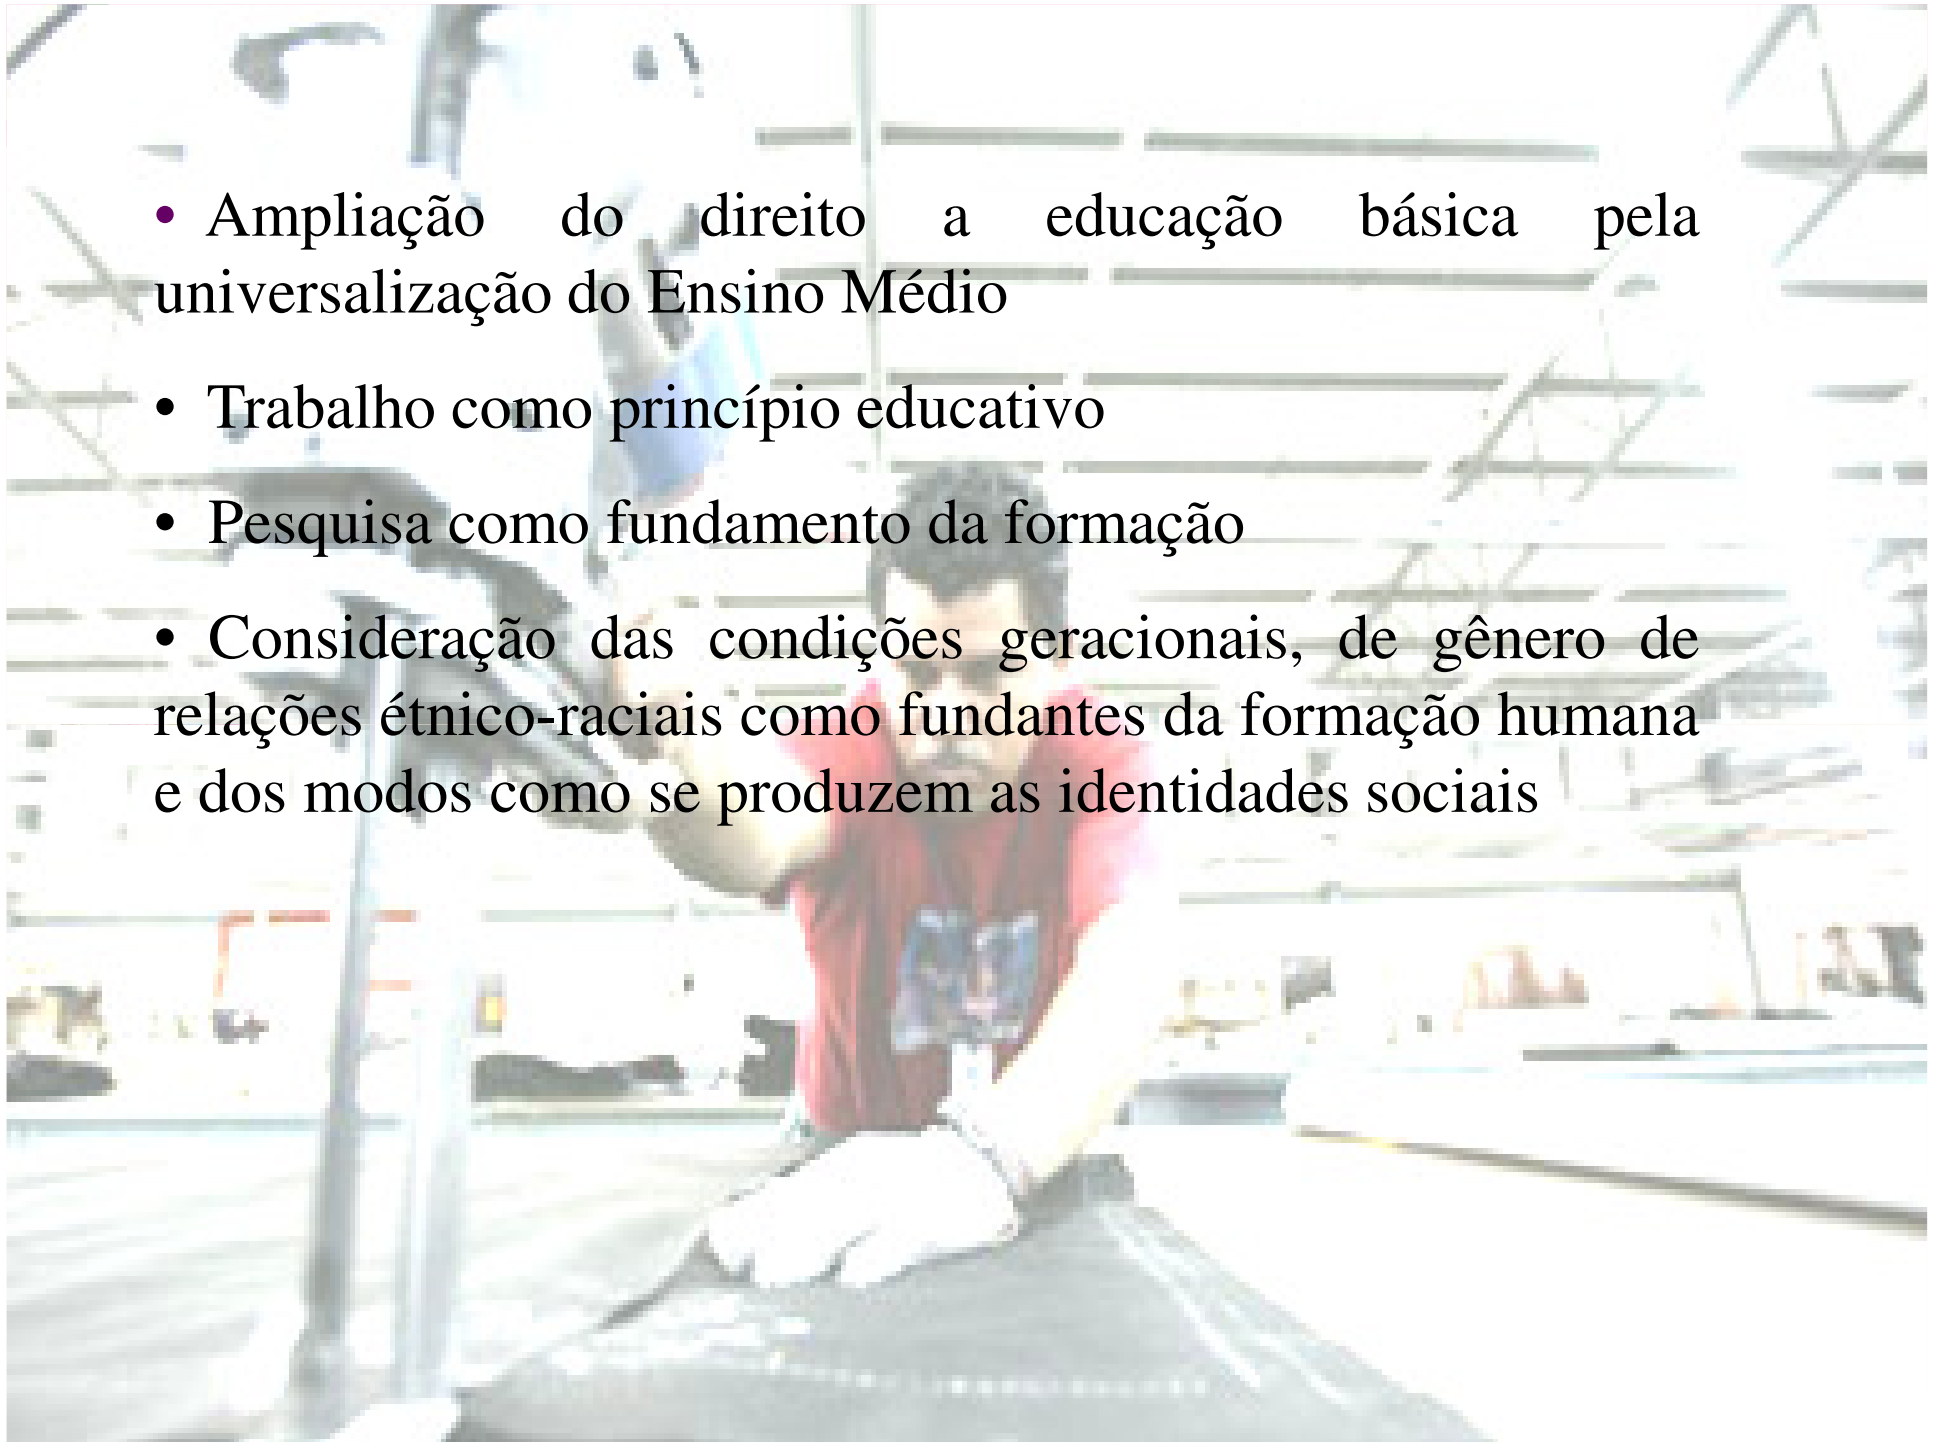 • Ampliação do direito a educação básica pela
universalização do Ensino Médio
• Trabalho como princípio educativo
• Pesquisa como fundamento da formação
• Consideração das condições geracionais, de gênero de
relações étnico-raciais como fundantes da formação humana
e dos modos como se produzem as identidades sociais